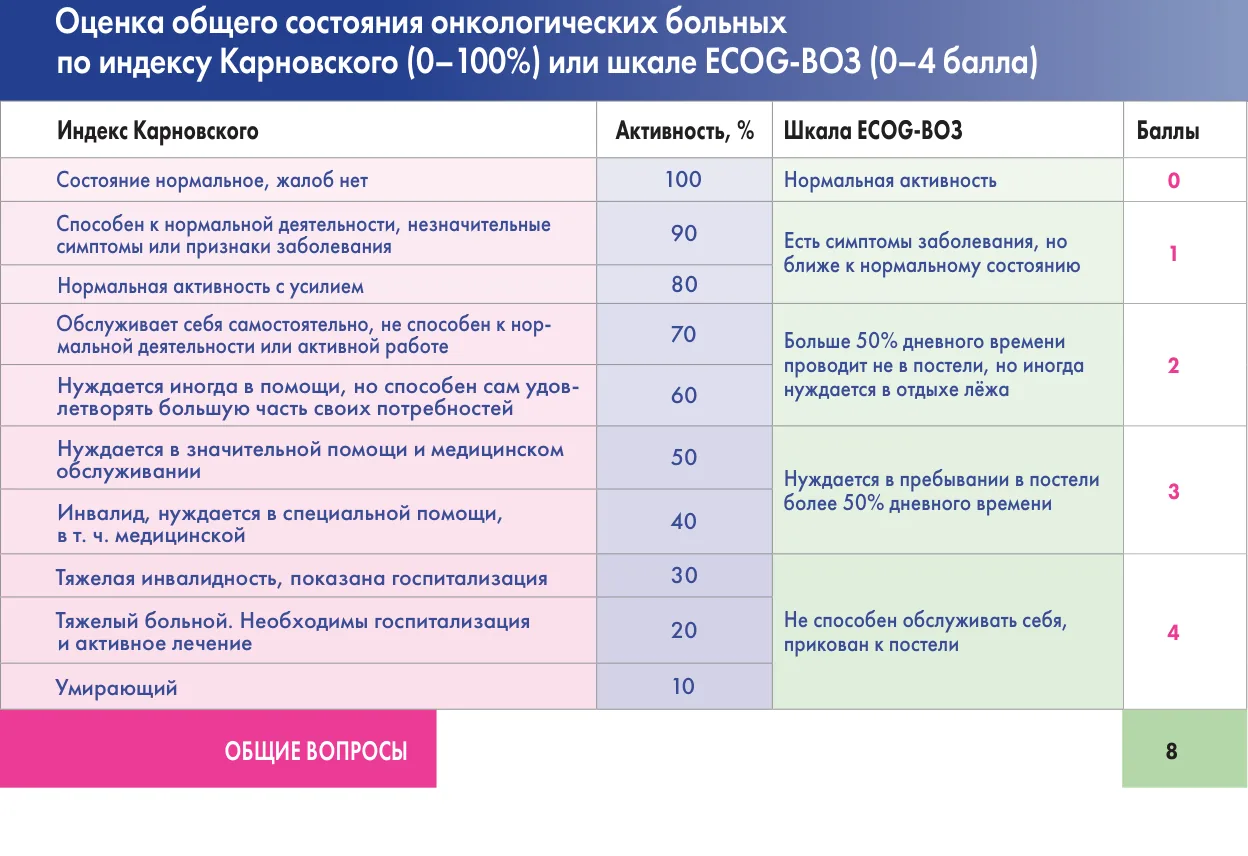 Оценка общего состояния онкологических больных
по индексу Карновского (0–100%) или шкале ECOG-ВОЗ (0–4 балла)
Индекс Карновского
Активность, %
Шкала ECOG-ВОЗ
Баллы
Состояние нормальное, жалоб нет
100
Нормальная активность
0
Способен к нормальной деятельности, незначительные
симптомы или признаки заболевания
90
Есть симптомы заболевания, но
ближе к нормальному состоянию
1
Нормальная активность с усилием
80
Обслуживает себя самостоятельно, не способен к нор-
мальной деятельности или активной работе
70
Больше 50% дневного времени
проводит не в постели, но иногда
нуждается в отдыхе лёжа
2
Нуждается иногда в помощи, но способен сам удов-
летворять большую часть своих потребностей
60
Нуждается в значительной помощи и медицинском
обслуживании
50
Нуждается в пребывании в постели
более 50% дневного времени
3
Инвалид, нуждается в специальной помощи,
в т. ч. медицинской
40
Тяжелая инвалидность, показана госпитализация
30
Не способен обслуживать себя,
прикован к постели
4
Тяжелый больной. Необходимы госпитализация
и активное лечение
20
Умирающий
10
ОБЩИЕ ВОПРОСЫ
8